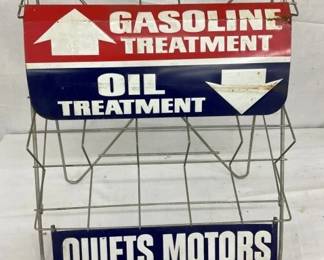 GASOLINE
TREATMENT
OIL
TREATMENT
QUIETS MOTORS